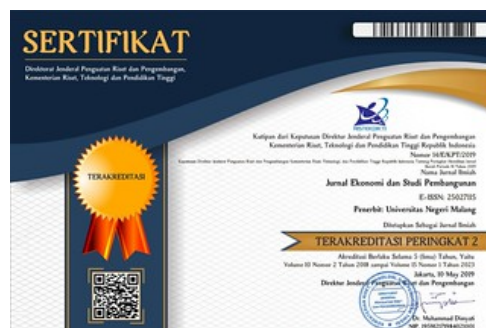 SERTIFIKAT
Direktorat Jenderal Penguatan Riset dan Pengembangan,
Kementerian Riset, Teknologi dan Pendidikan Tinggi
Kutipan dari Keputusan Direktur Jenderal Penguatan Riset dan Pengembangan
Kementerian Riset, Teknologi dan Pendidikan Tinggi Republik Indonesia
Nomor 14/E/KPT/2019
Nama Jurnal Ilmiah
Jurnal Ekonomi dan Studi Pembangunan
E-ISSN: 25027115
Penerbit: Universitas Negeri Malang
Ditetapkan Sebagai Jurnal Ilmiah
TERAKREDITASI
TERAKREDITASI PERINGKAT 2
Akreditasi Berlaku Selama 5 (lima) Tahun, Yaitu
Volume 10 Nomor 2 Tahun 2018 sampai Volume 15 Nomor 1 Tahun 2023
Jakarta, 10 May 2019
Direktur Jenderal Penguatan Riset dan Pengembangan
Dr. Muhammad Dimyati
NIP.